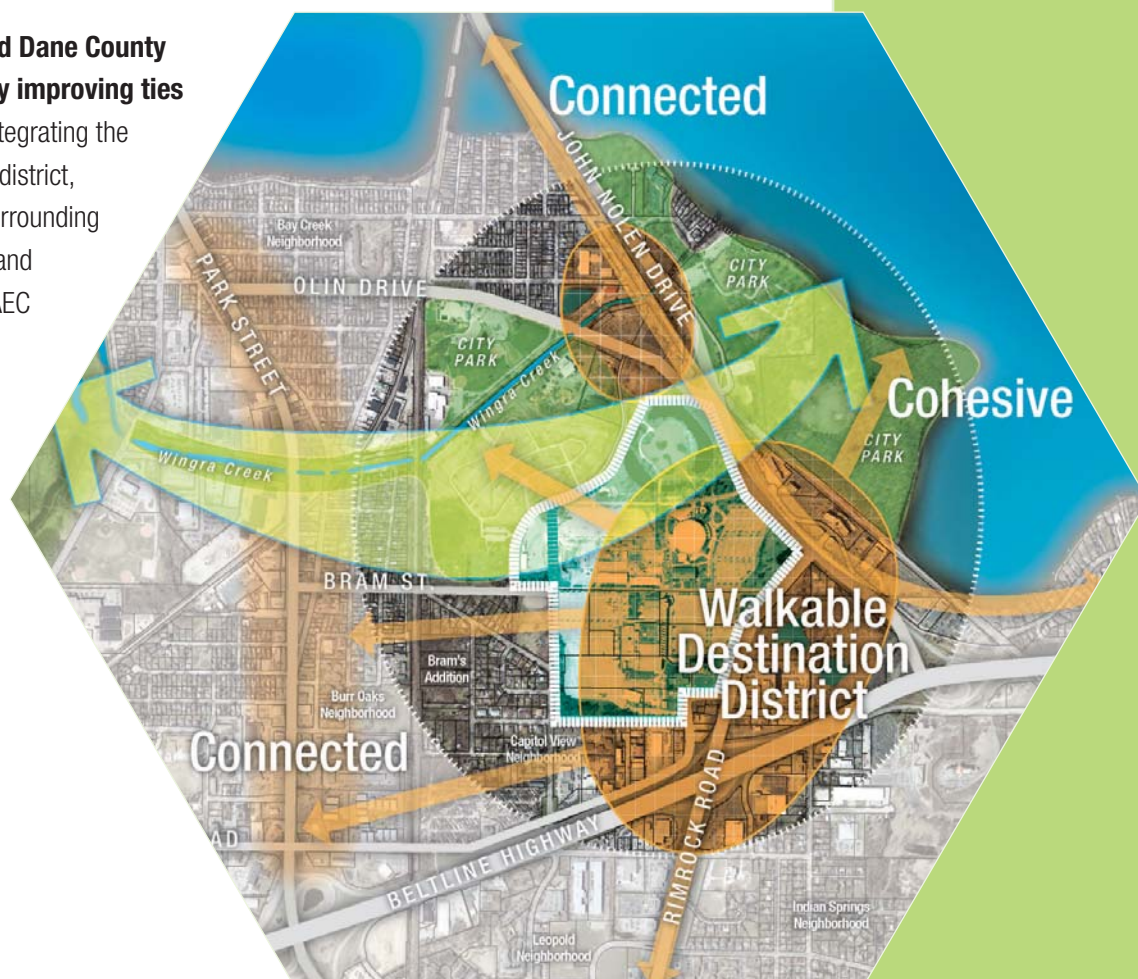 d Dane County
y improving ties
tegrating the
district,
rrounding
and
AEC
Connected
JOHN NOLEN DRIVE
Bay Creek
Neighborhood
PARK STREET
OLIN DRIVE
CITY
PARK
CITY
PARK
Wingra Creek
Cohesive
CITY
PARK
Wingra Creek
BRAM ST.
Walkable
Destination
District
Bram's
Addition
Burr Oaks
Neighborhood
Connected
Capitol View
Neighborhood
AD
BELTLINE HIGHWAY
RIMROCK ROAD
Indian Springs
Neighborhood
Leopold
Neighborhood